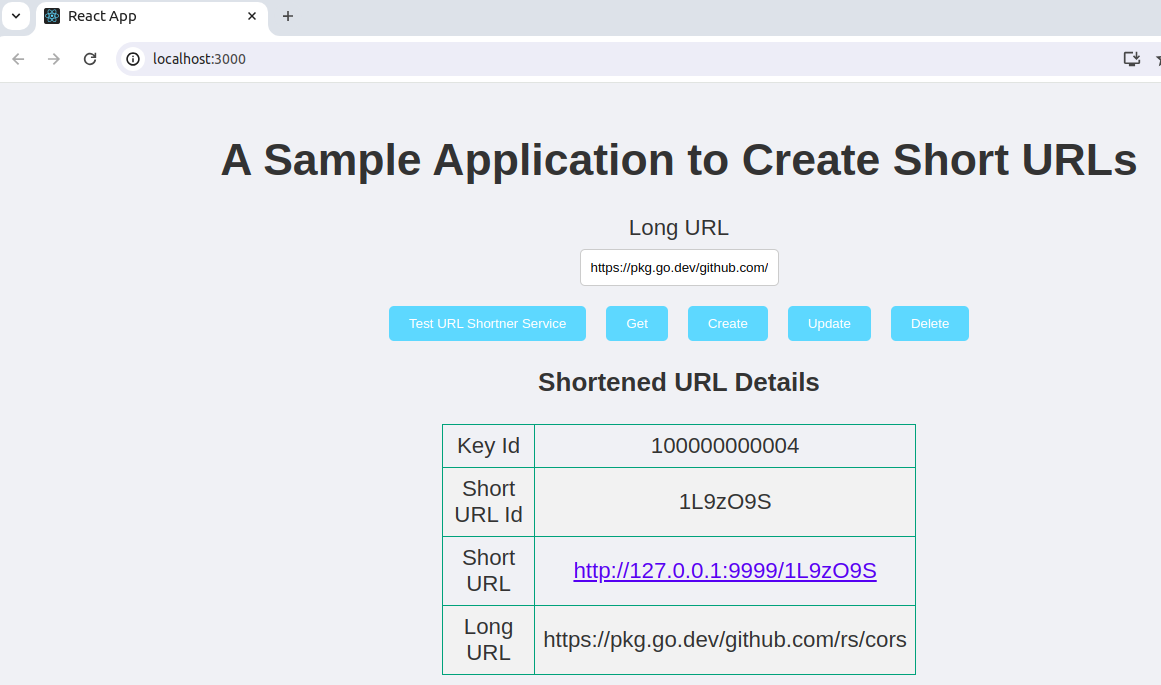 React App
localhost:3000
A Sample Application to Create Short URLs
Long URL
https://pkg.go.dev/github.com/
Test URL Shortner Service Get Create Update Delete
Shortened URL Details
Key Id 100000000004
Short
URL Id 1L9zO9S
Short
URL http://127.0.0.1:9999/1L9zO9S
Long
URL https://pkg.go.dev/github.com/rs/cors